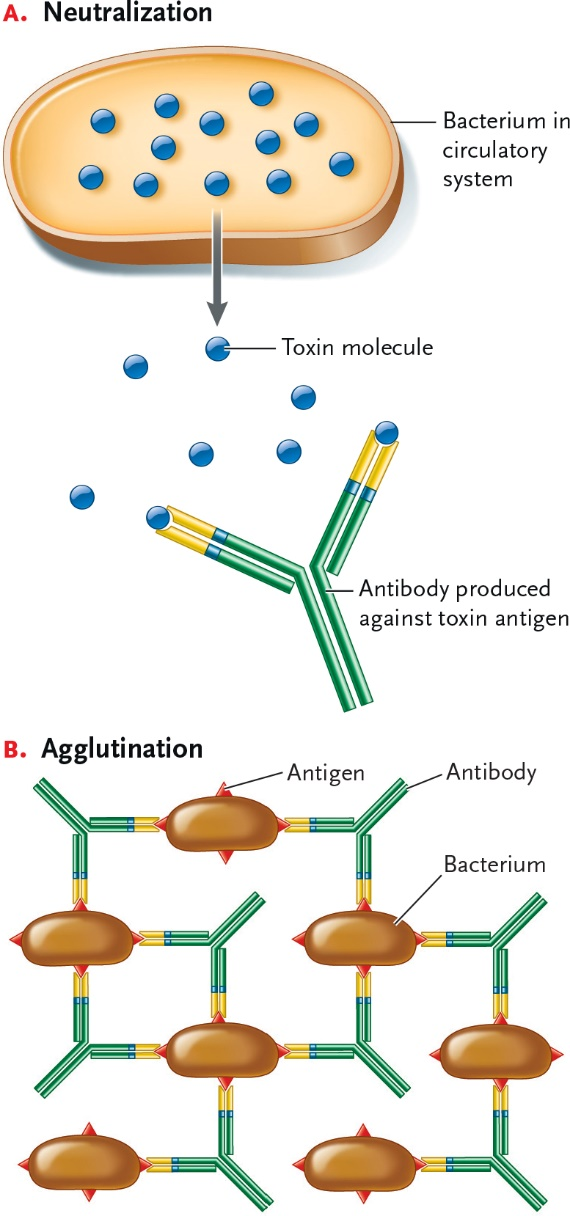 A. Neutralization
Bacterium in
circulatory
system
Toxin molecule
Antibody produced
against toxin antigen
B. Agglutination
Antigen
Antibody
Bacterium